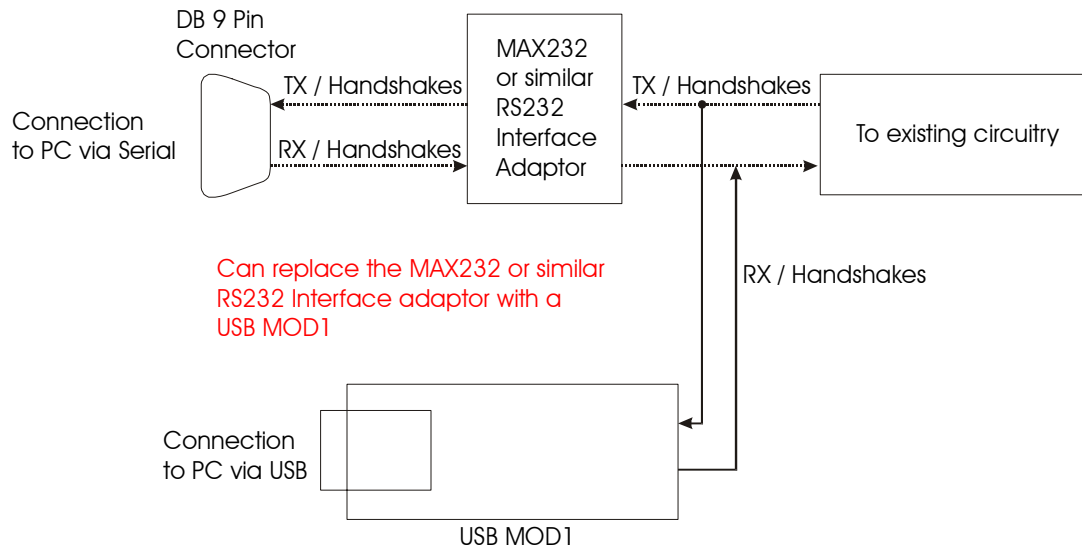 DB 9 Pin
Connector
MAX232
or similar
RS232
Interface
Adaptor
TX / Handshakes
TX / Handshakes
Connection
to PC via Serial
To existing circuitry
RX / Handshakes
Can replace the MAX232 or similar
RS232 Interface adaptor with a
USB MOD1
RX / Handshakes
Connection
to PC via USB
USB MOD1